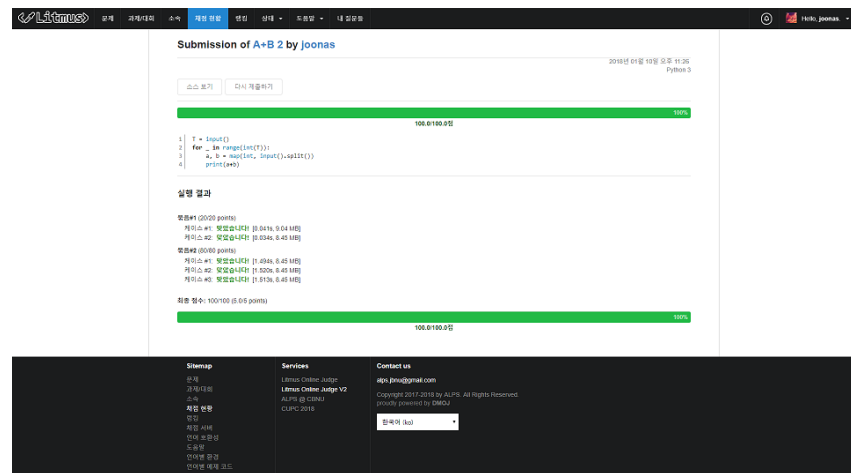 Litmus 문제 과제/대회 소속 채점 현황 랭킹 상태 도움말 내 질문들 Hello, joonas.
Submission of A+B 2 by joonas
2018년 01월 10일 오후 11:25
Python 3
소스 보기 다시 제출하기
100%
100.0/100.0점
1 T = input()
2 for _ in range(int(T)):
3 a, b = map(int, input().split())
4 print(a+b)
실행 결과
묶음#1 (20/20 points)
케이스 #1: 맞았습니다! [0.041s, 9.04 MB]
케이스 #2: 맞았습니다! [0.034s, 8.45 MB]
묶음#2 (80/80 points)
케이스 #1: 맞았습니다! [1.494s, 8.45 MB]
케이스 #2: 맞았습니다! [1.520s, 8.45 MB]
케이스 #3: 맞았습니다! [1.513s, 8.45 MB]
최종 점수: 100/100 (5.0/5 points)
100%
100.0/100.0점
Sitemap Services Contact us
문제 Litmus Online Judge alps.jbnu@gmail.com
과제/대회 Litmus Online Judge V2
소속 ALPS @ CBNU Copyright 2017-2018 by ALPS. All Rights Reserved.
채점 현황 CUPC 2018 proudly powered by DMOJ
랭킹 한국어 (ko)
채점 서버
언어 표환성
도움말
언어별 환경
언어별 예제 코드